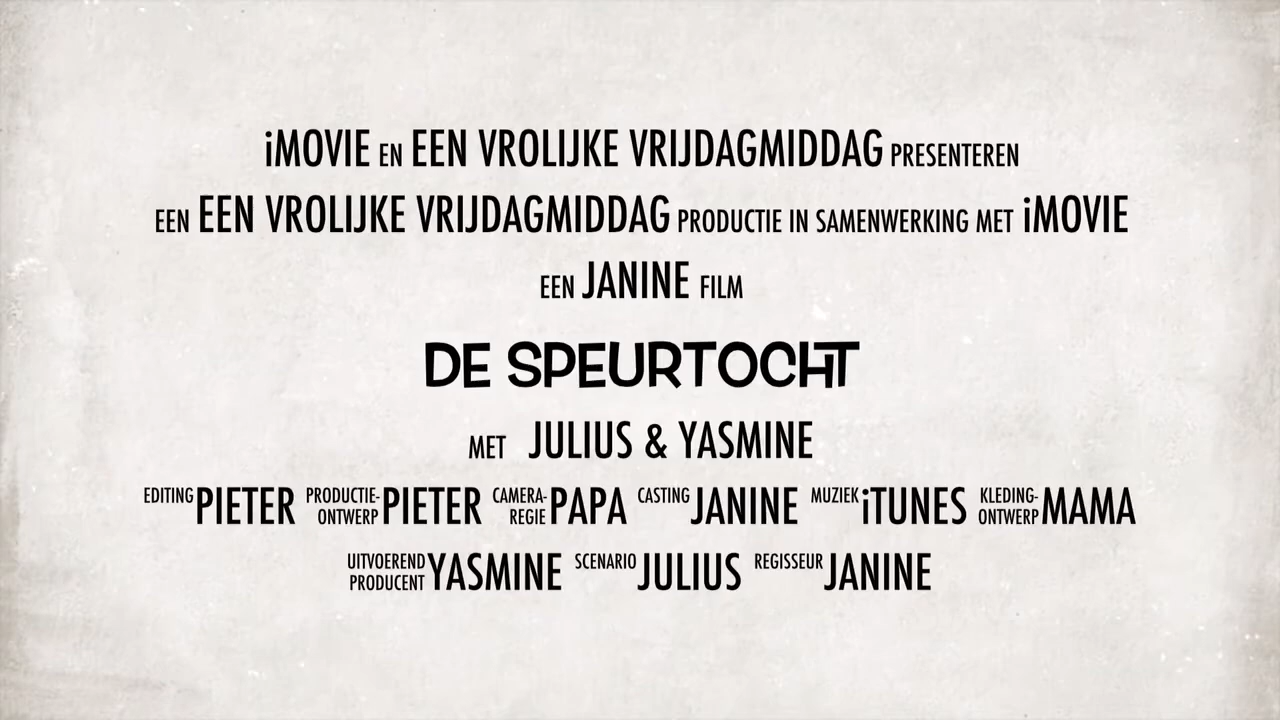 iMOVIE EN EEN VROLIJKE VRIJDAGMIDDAG PRESENTEREN
EEN EEN VROLIJKE VRIJDAGMIDDAG PRODUCTIE IN SAMENWERKING MET iMOVIE
EEN JANINE FILM
DE SPEURTOCHT
MET JULIUS & YASMINE
EDITING PIETER PRODUCTIE-ONTWERP PIETER CAMERA-REGIE PAPA CASTING JANINE MUZIEK iTUNES KLEDING-ONTWERP MAMA
UITVOEREND PRODUCENT YASMINE SCENARIO JULIUS REGISSEUR JANINE